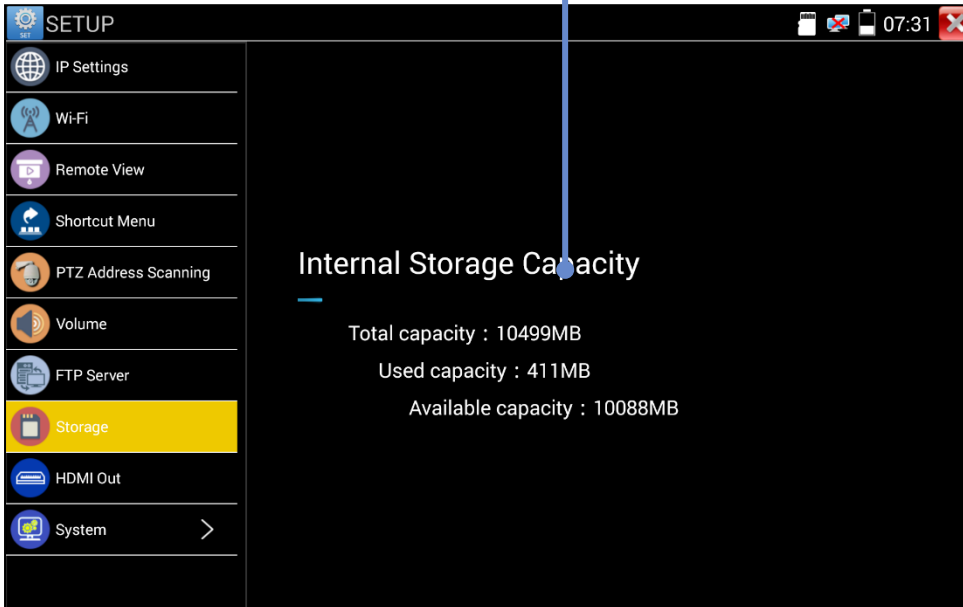 SETUP
07:31
SET
IP Settings
Wi-Fi
Remote View
Shortcut Menu
PTZ Address Scanning
Volume
FTP Server
Storage
HDMI Out
System
Internal Storage Capacity
Total capacity：10499MB
Used capacity：411MB
Available capacity：10088MB